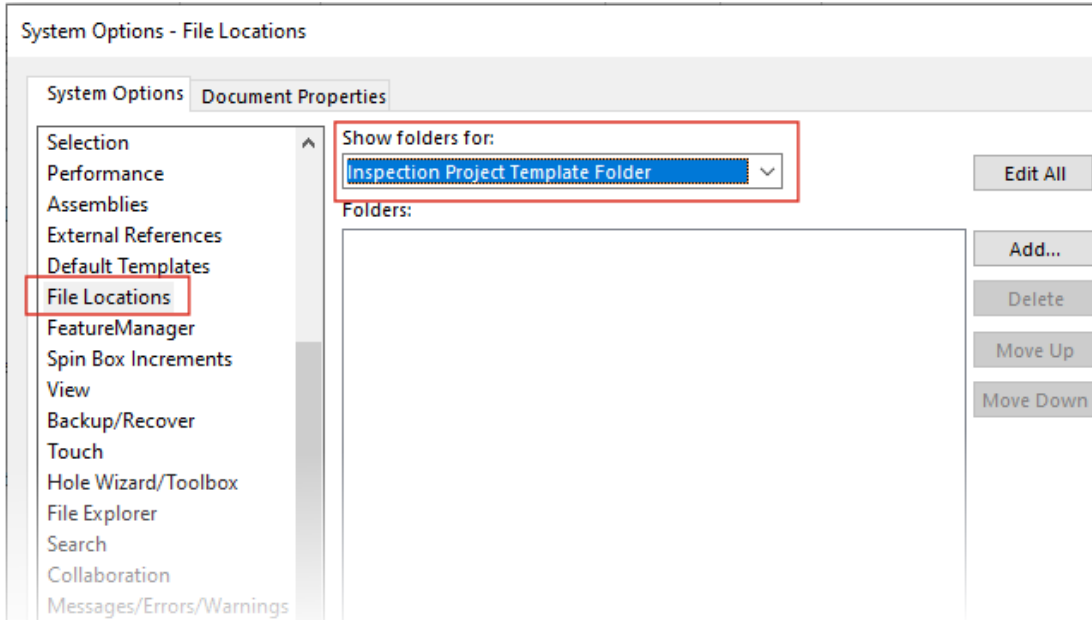 System Options - File Locations
System Options
Document Properties
Selection
Performance
Assemblies
External References
Default Templates
File Locations
FeatureManager
Spin Box Increments
View
Backup/Recover
Touch
Hole Wizard/Toolbox
File Explorer
Search
Collaboration
Messages/Errors/Warnings
Show folders for:
Inspection Project Template Folder
Folders:
Edit All
Add...
Delete
Move Up
Move Down